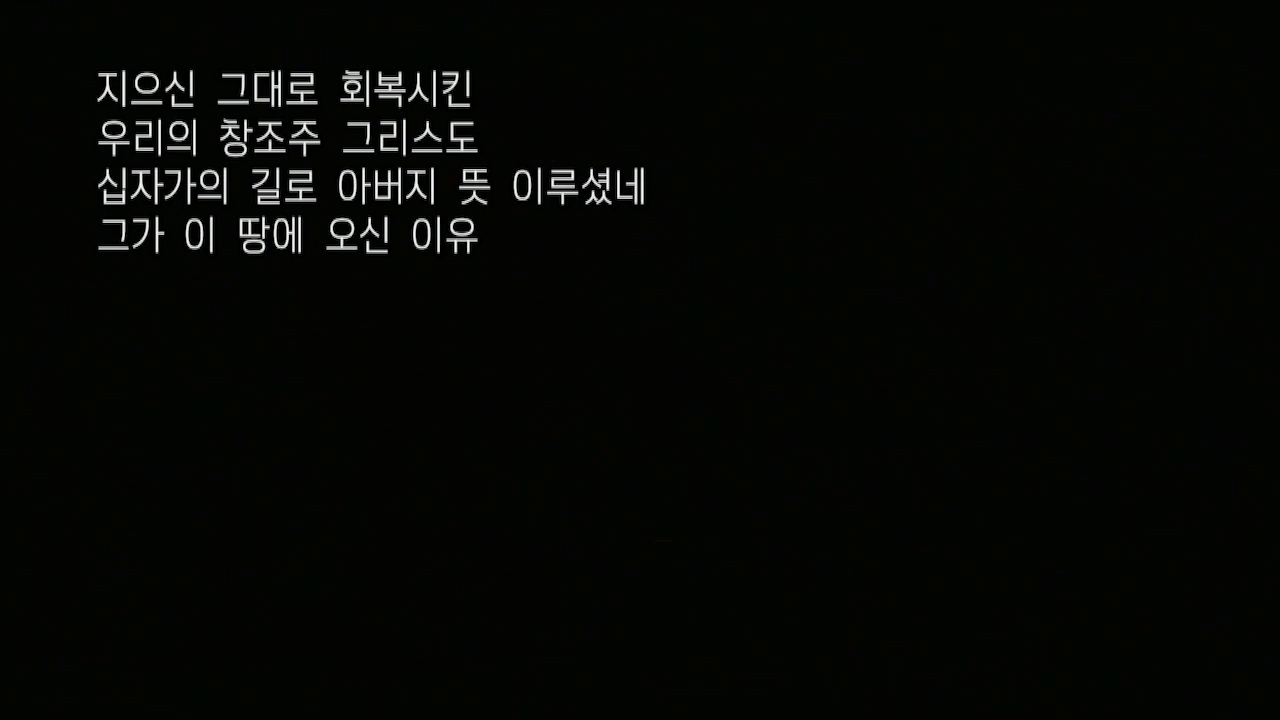 지으신 그대로 회복시킨
우리의 창조주 그리스도
십자가의 길로 아버지 뜻 이루셨네
그가 이 땅에 오신 이유